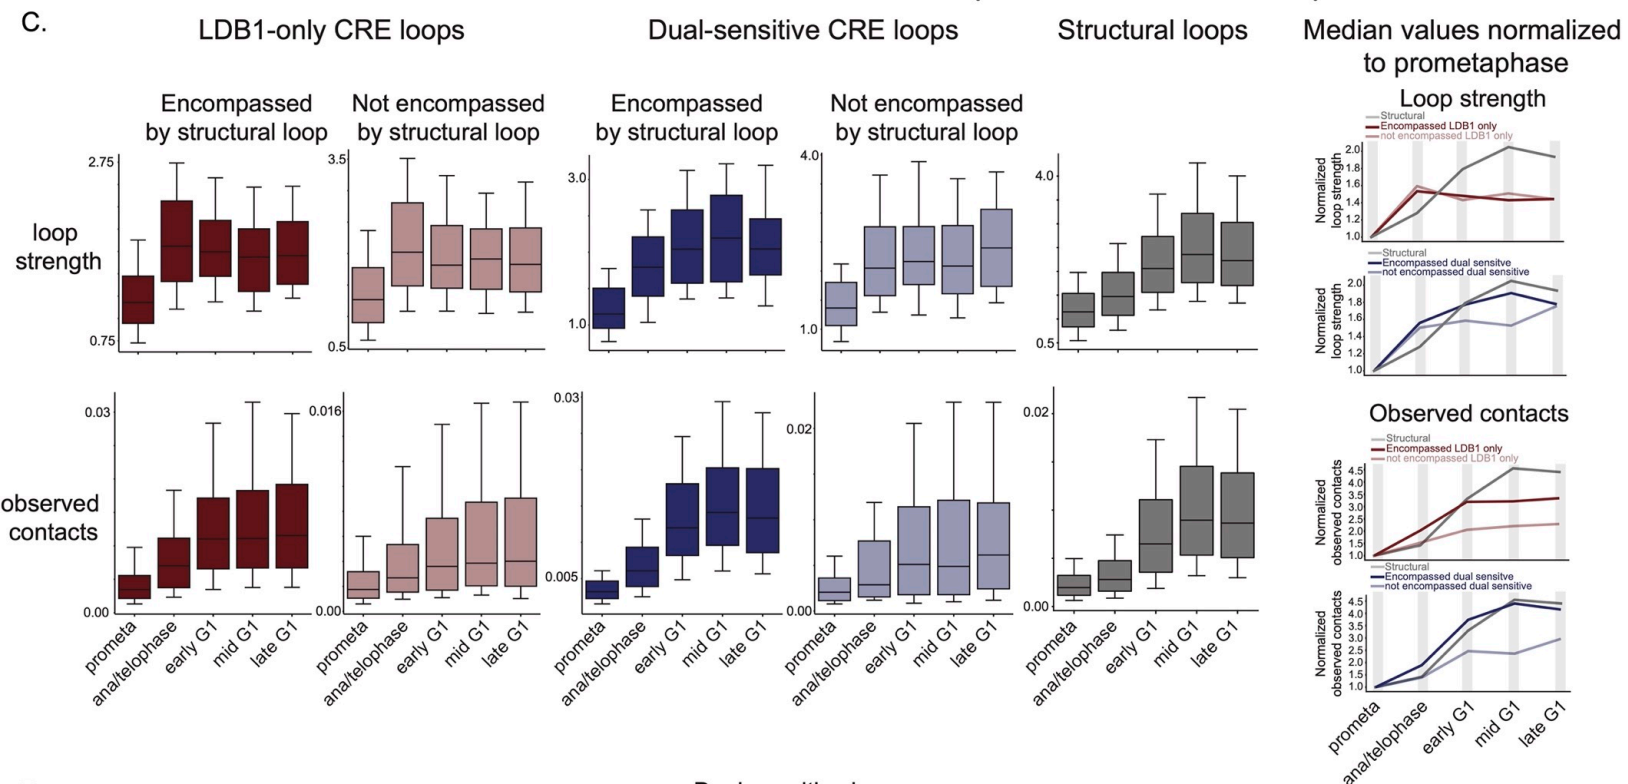 C.
LDB1-only CRE loops
Dual-sensitive CRE loops
Structural loops
Median values normalized
to prometaphase
Encompassed
by structural loop
Not encompassed
by structural loop
Encompassed
by structural loop
Not encompassed
by structural loop
loop
strength
2.75
0.75
3.5
0.5
3.0
1.0
4.0
1.0
4.0
0.5
observed
contacts
0.03
0.00
0.016
0.00
0.03
0.005
0.02
0.00
0.02
0.00
prometa
ana/telophase
early G1
mid G1
late G1
prometa
ana/telophase
early G1
mid G1
late G1
prometa
ana/telophase
early G1
mid G1
late G1
prometa
ana/telophase
early G1
mid G1
late G1
prometa
ana/telophase
early G1
mid G1
late G1
Loop strength
Structural
Encompassed LDB1 only
not encompassed LDB1 only
Normalized
loop strength
2.0
1.8
1.6
1.4
1.2
1.0
Structural
Encompassed dual sensitve
not encompassed dual sensitive
Normalized
loop strength
2.0
1.8
1.6
1.4
1.2
1.0
Observed contacts
Structural
Encompassed LDB1 only
not encompassed LDB1 only
Normalized
observed contacts
4.5
4.0
3.5
3.0
2.5
2.0
1.5
1.0
Structural
Encompassed dual sensitve
not encompassed dual sensitive
Normalized
observed contacts
4.5
4.0
3.5
3.0
2.5
2.0
1.5
1.0
prometa
ana/telophase
early G1
mid G1
late G1